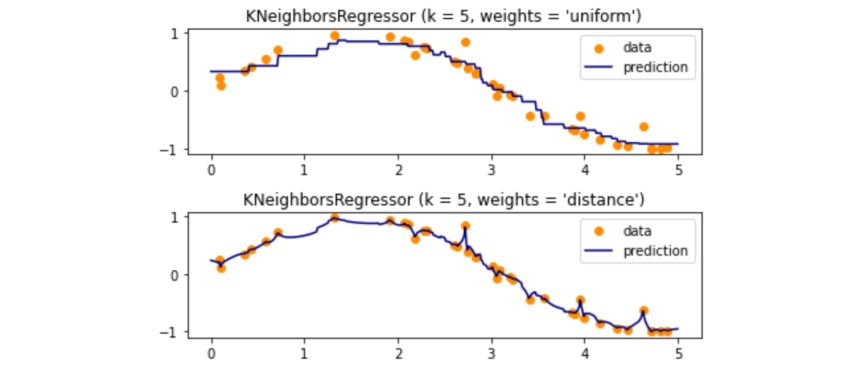 KNeighborsRegressor (k = 5, weights = 'uniform')
1
0
−1
data
prediction
0 1 2 3 4 5
KNeighborsRegressor (k = 5, weights = 'distance')
1
0
−1
data
prediction
0 1 2 3 4 5